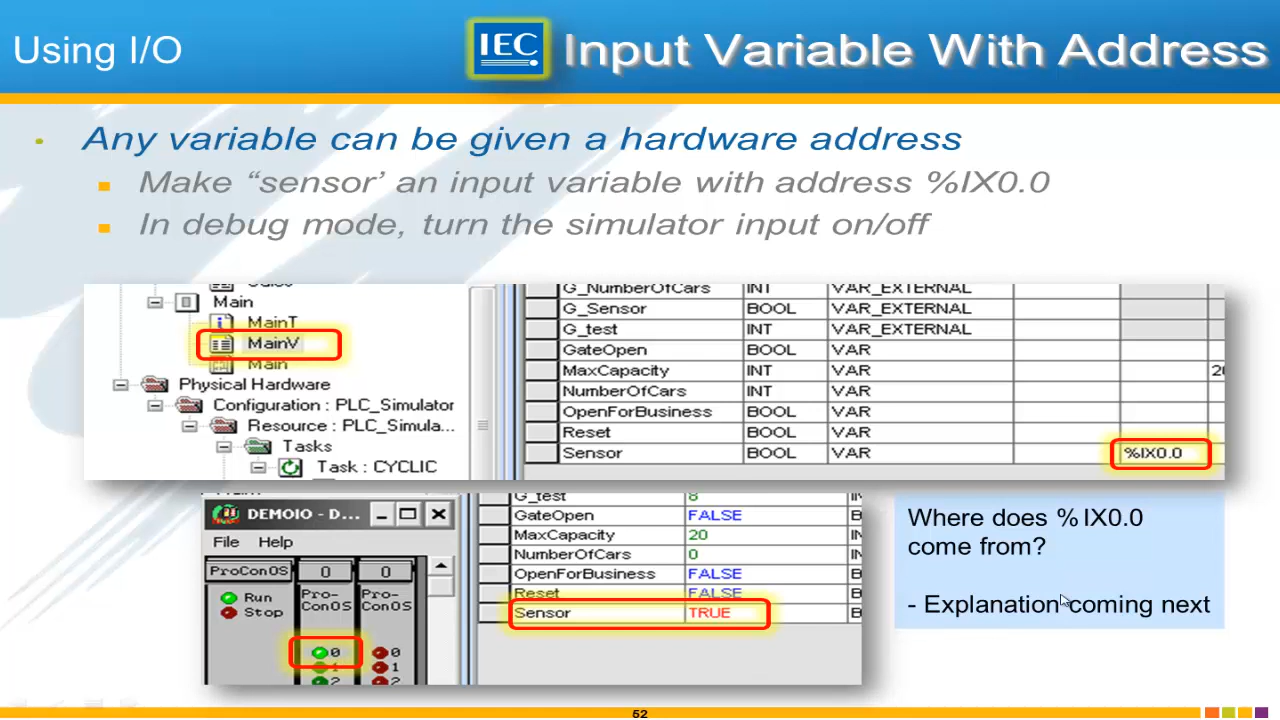 Using I/O
IEC Input Variable With Address
Any variable can be given a hardware address
Make “sensor’ an input variable with address %IX0.0
In debug mode, turn the simulator input on/off
Main
MainT
MainV
Main
Physical Hardware
Configuration : PLC_Simulator
Resource : PLC_Simula...
Tasks
Task : CYCLIC
G_NumberOfCars INT VAR_EXTERNAL
G_Sensor BOOL VAR_EXTERNAL
G_test INT VAR_EXTERNAL
GateOpen BOOL VAR
MaxCapacity INT VAR 20
NumberOfCars INT VAR
OpenForBusiness BOOL VAR
Reset BOOL VAR
Sensor BOOL VAR %IX0.0
DEMOIO - D...
File Help
ProConOS 0 0
Run
Stop
Pro-
ConOS
Pro-
ConOS
0 0
1 1
2 2
G_test 8
GateOpen FALSE
MaxCapacity 20
NumberOfCars 0
OpenForBusiness FALSE
Reset FALSE
Sensor TRUE
Where does %IX0.0
come from?
- Explanation coming next
52